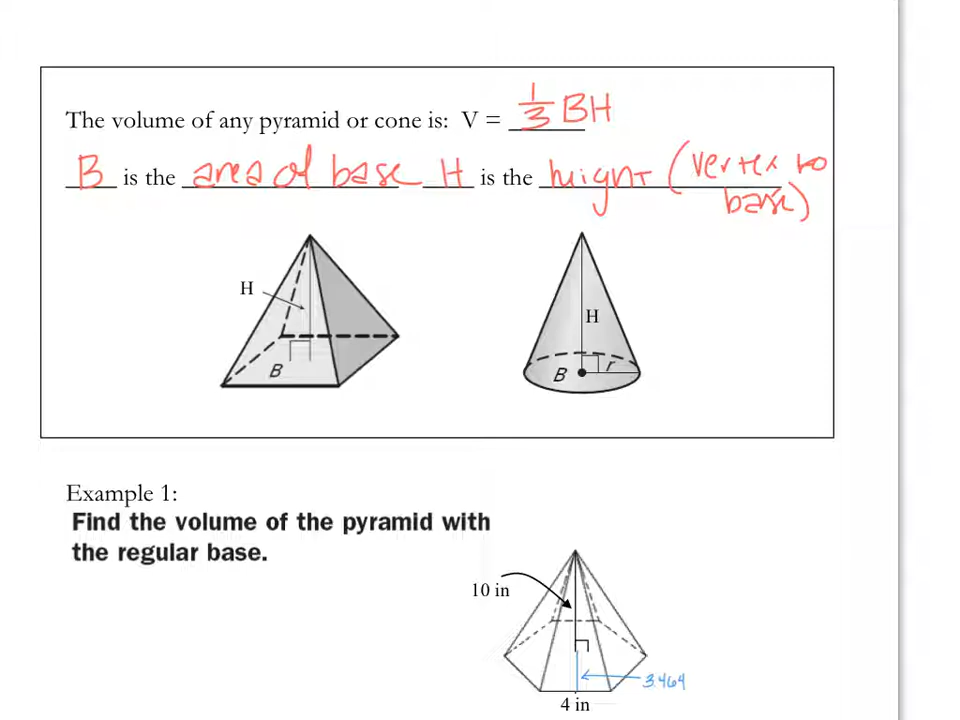 The volume of any pyramid or cone is: V = 1/3 BH
B is the area of base H is the height (vertex to
base)
H
B
H
B
r
Example 1:
Find the volume of the pyramid with
the regular base.
10 in
3.464
4 in